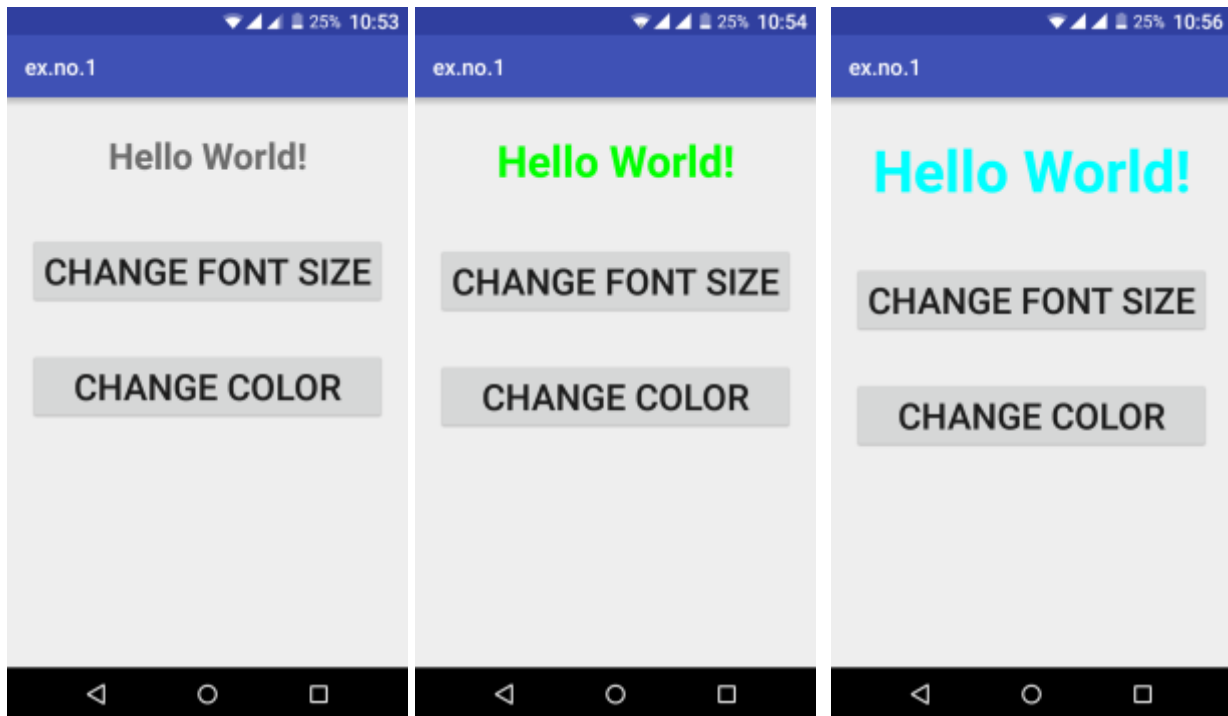 25% 10:53
ex.no.1
Hello World!
CHANGE FONT SIZE
CHANGE COLOR
25% 10:54
ex.no.1
Hello World!
CHANGE FONT SIZE
CHANGE COLOR
25% 10:56
ex.no.1
Hello World!
CHANGE FONT SIZE
CHANGE COLOR